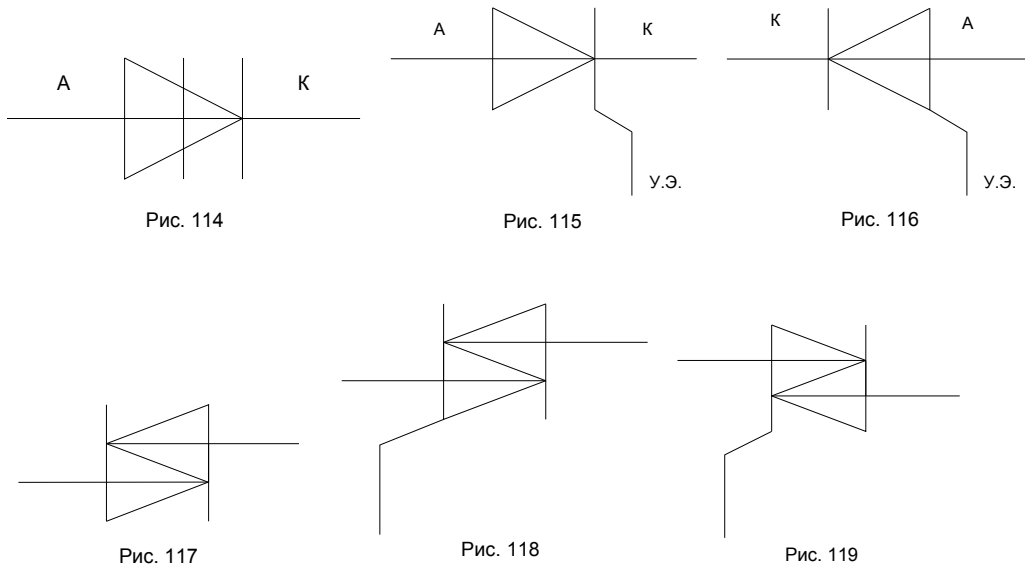 А
К
Рис. 114
А
К
У.Э.
Рис. 115
К
А
У.Э.
Рис. 116
Рис. 117
Рис. 118
Рис. 119